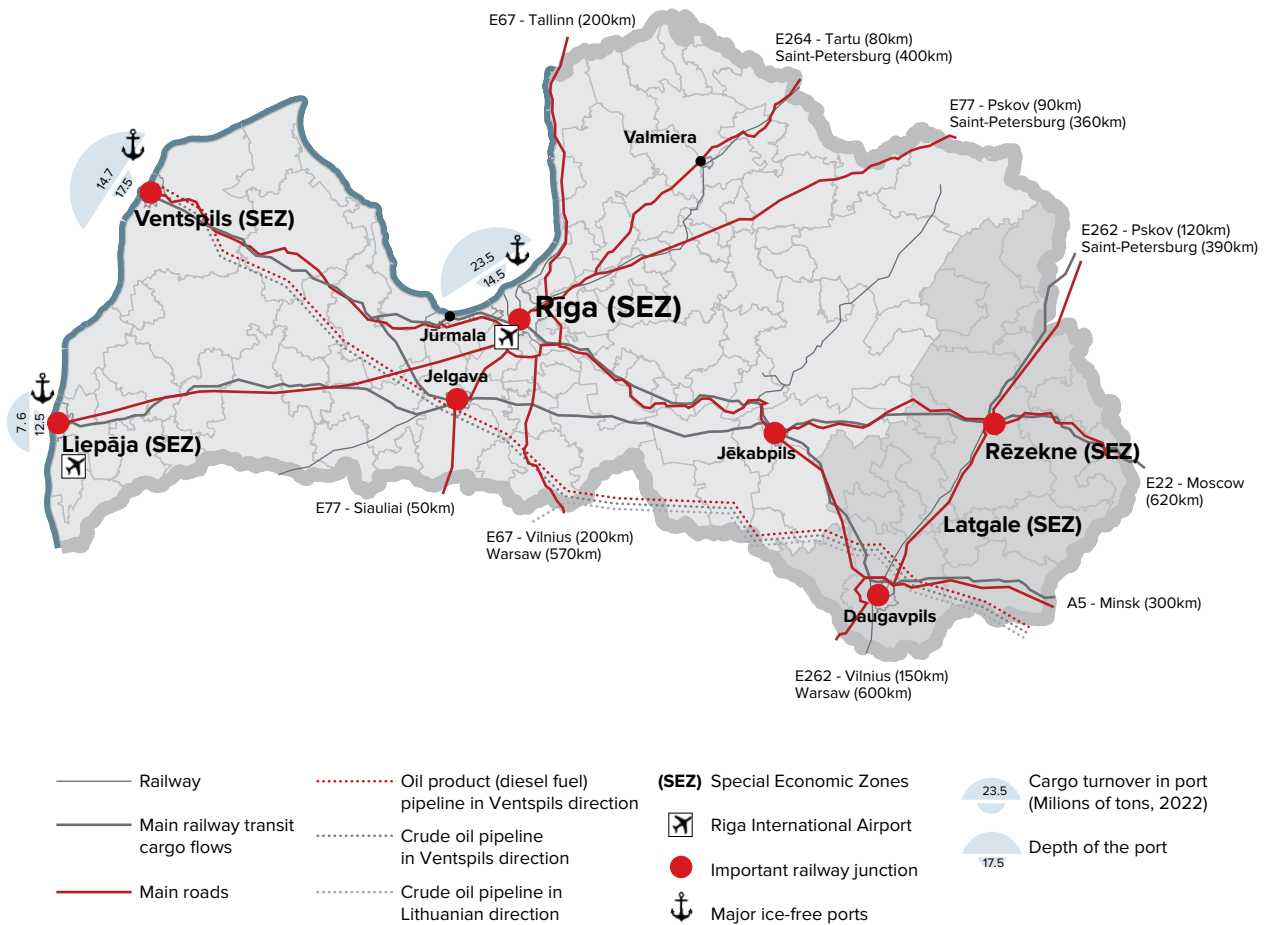 E67 - Tallinn (200km)
E264 - Tartu (80km)
Saint-Petersburg (400km)
E77 - Pskov (90km)
Saint-Petersburg (360km)
Valmiera
14.7
17.5
Ventspils (SEZ)
E262 - Pskov (120km)
Saint-Petersburg (390km)
23.5
14.5
Rīga (SEZ)
Jūrmala
Jelgava
7.6
12.5
Liepāja (SEZ)
Jēkabpils
Rēzekne (SEZ)
E22 - Moscow
(620km)
E77 - Siauliai (50km)
Latgale (SEZ)
E67 - Vilnius (200km)
Warsaw (570km)
A5 - Minsk (300km)
Daugavpils
E262 - Vilnius (150km)
Warsaw (600km)
Railway
Main railway transit
cargo flows
Main roads
Oil product (diesel fuel)
pipeline in Ventspils direction
Crude oil pipeline
in Ventspils direction
Crude oil pipeline in
Lithuanian direction
(SEZ) Special Economic Zones
Riga International Airport
Important railway junction
Major ice-free ports
23.5
Cargo turnover in port
(Milions of tons, 2022)
17.5
Depth of the port